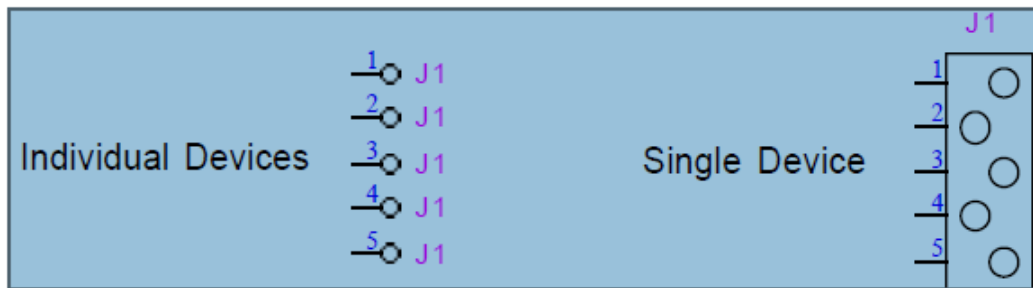 J1
1 J1
1
2 J1
2
Individual Devices
3 J1
Single Device
3
4 J1
4
5 J1
5